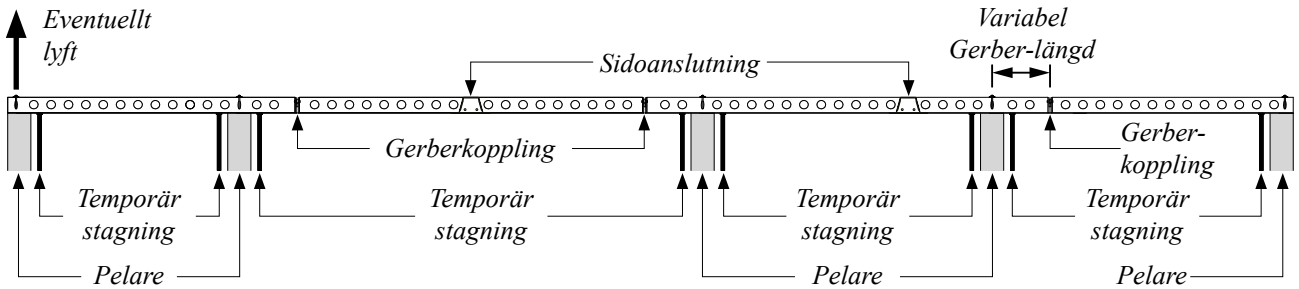 Eventuellt
lyft
Variabel
Gerber-längd
Sidoanslutning
Gerberkoppling
Gerber-
koppling
Temporär
stagning
Temporär
stagning
Temporär
stagning
Temporär
stagning
Pelare
Pelare
Pelare